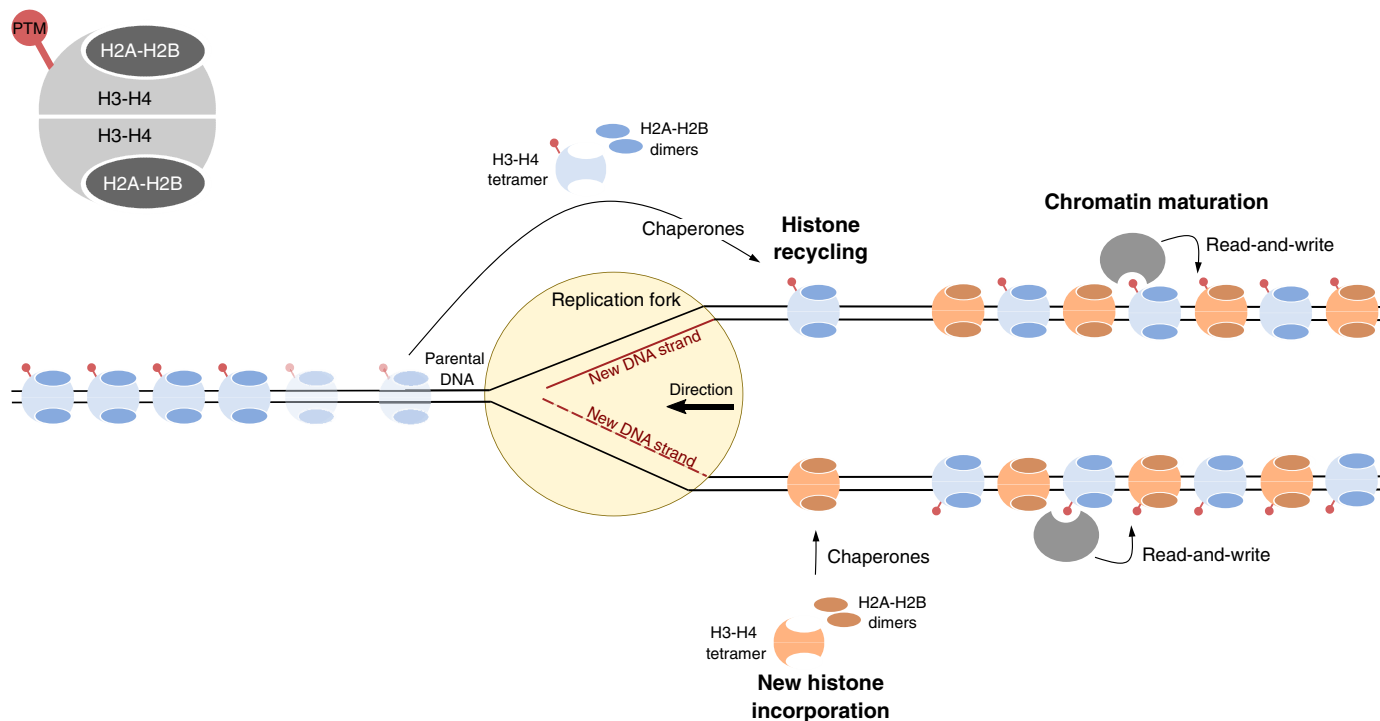 PTM
H2A-H2B
H3-H4
H3-H4
H2A-H2B
H2A-H2B
dimers
H3-H4
tetramer
Chaperones
Histone
recycling
Chromatin maturation
Read-and-write
Replication fork
Parental
DNA
New DNA strand
Direction
New DNA strand
Chaperones
Read-and-write
H2A-H2B
dimers
H3-H4
tetramer
New histone
incorporation